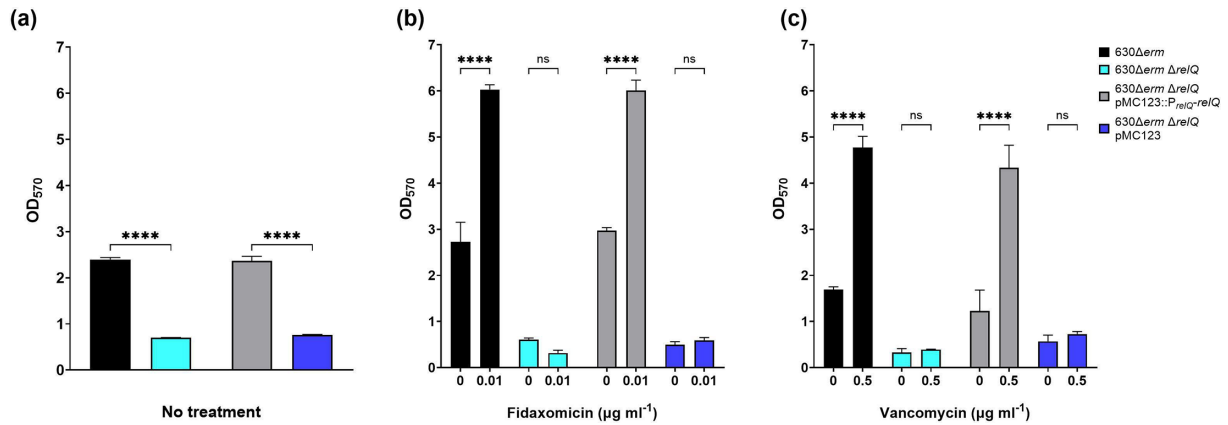 (a)
7
6
5
4
3
2
1
0
OD570
****
****
No treatment
(b)
7
6
5
4
3
2
1
0
OD570
****
ns
****
ns
0 0.01 0 0.01 0 0.01 0 0.01
Fidaxomicin (µg ml-1)
(c)
7
6
5
4
3
2
1
0
OD570
****
ns
****
ns
0 0.5 0 0.5 0 0.5 0 0.5
Vancomycin (µg ml-1)
630Δerm
630Δerm ΔrelQ
630Δerm ΔrelQ
pMC123::PrelQ-relQ
630Δerm ΔrelQ
pMC123